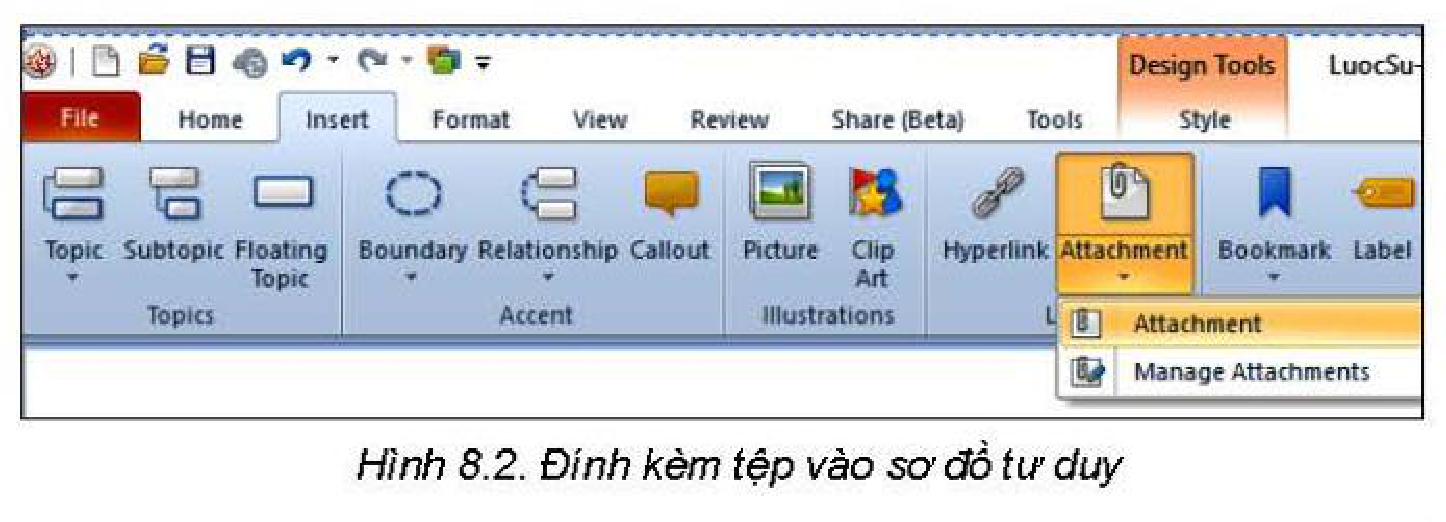 Design Tools LuocSu-
File Home Insert Format View Review Share (Beta) Tools Style
Topic Subtopic Floating Topic Boundary Relationship Callout Picture Clip Art Hyperlink Attachment Bookmark Label
Topics Accent Illustrations L
Attachment
Manage Attachments
Hình 8.2. Đính kèm tệp vào sơ đồ tư duy